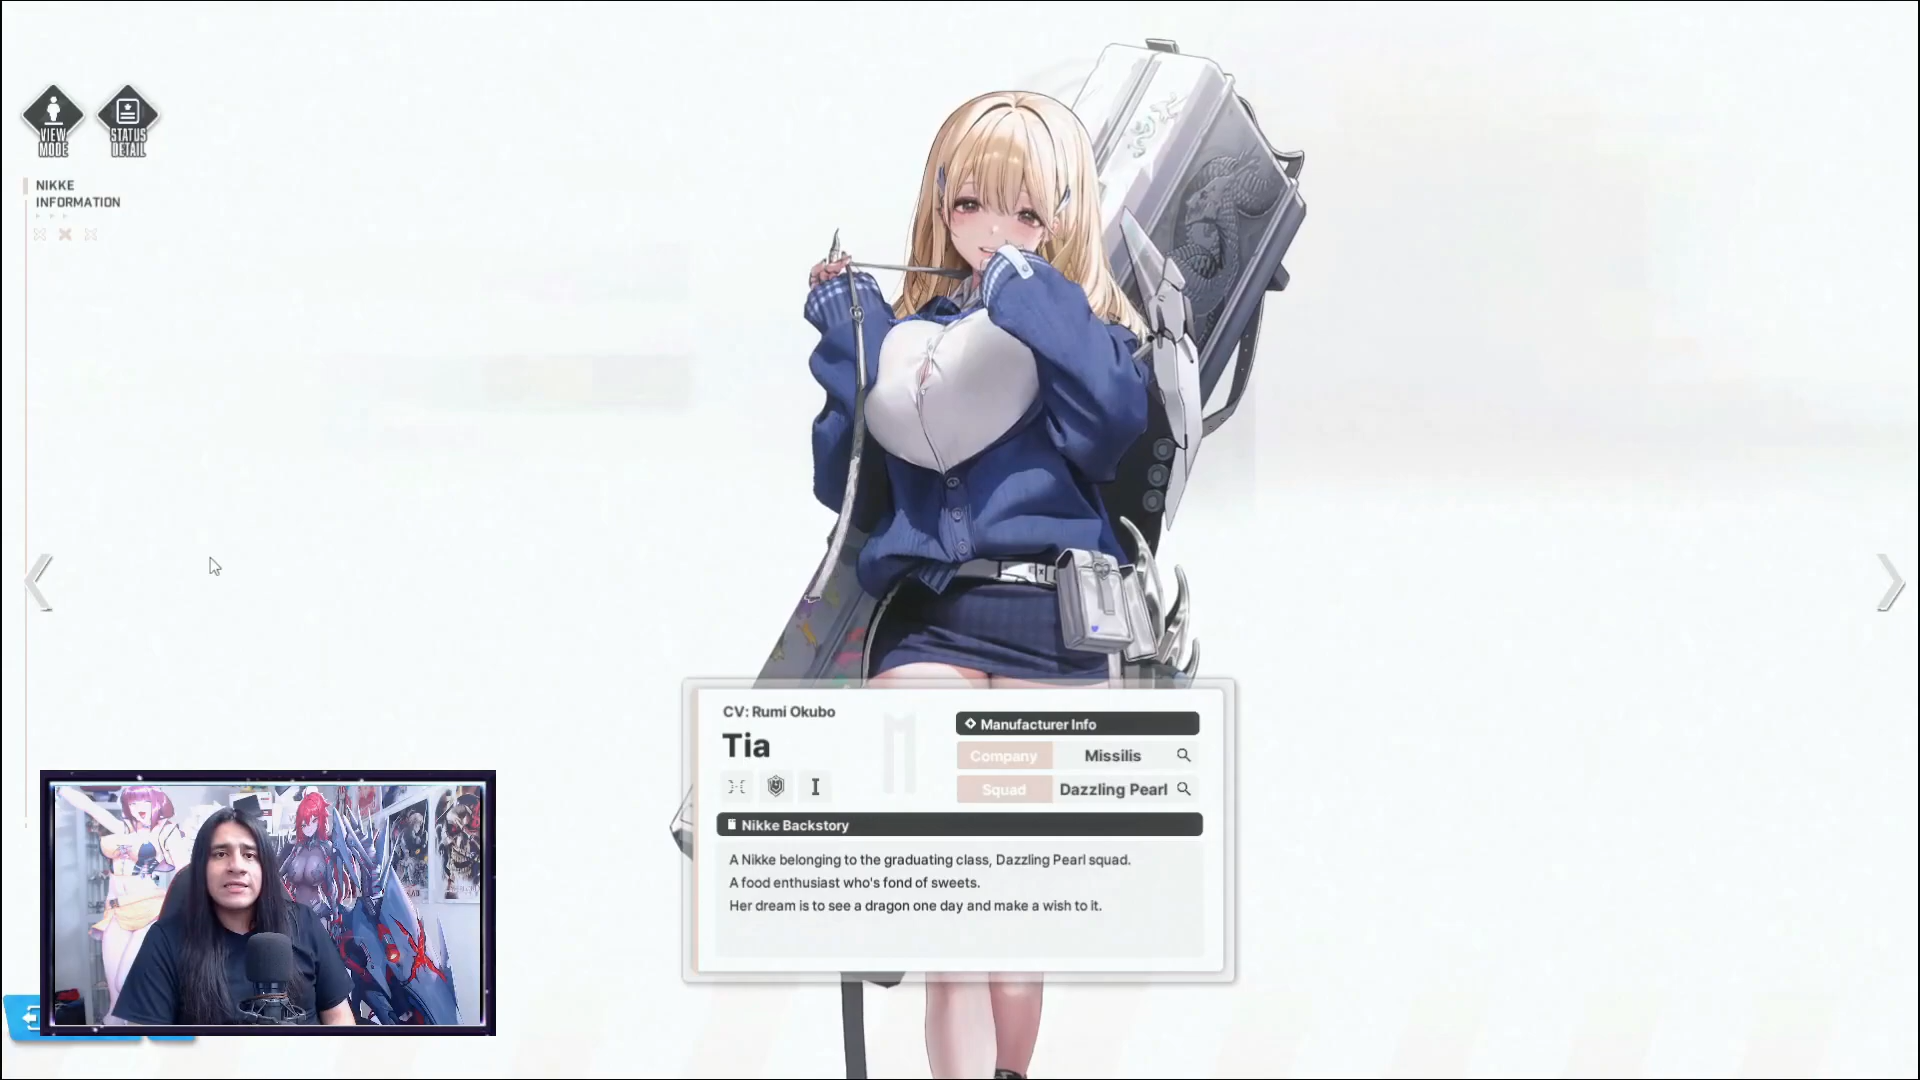 VIEW
MODE
STATUS
DETAIL
NIKKE
INFORMATION
CV: Rumi Okubo
Tia
I
Manufacturer Info
Company Missilis
Squad Dazzling Pearl
Nikke Backstory
A Nikke belonging to the graduating class, Dazzling Pearl squad.
A food enthusiast who's fond of sweets.
Her dream is to see a dragon one day and make a wish to it.